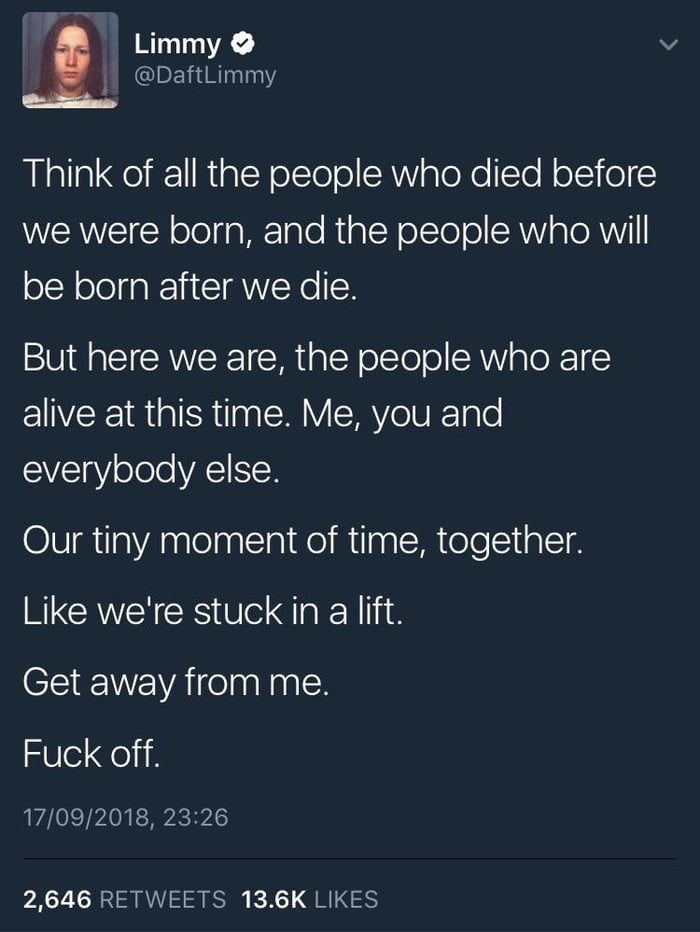 Limmy
@DaftLimmy
Think of all the people who died before
we were born, and the people who will
be born after we die.
But here we are, the people who are
alive at this time. Me, you and
everybody else.
Our tiny moment of time, together.
Like we're stuck in a lift.
Get away from me.
Fuck off.
17/09/2018, 23:26
2,646 RETWEETS 13.6K LIKES